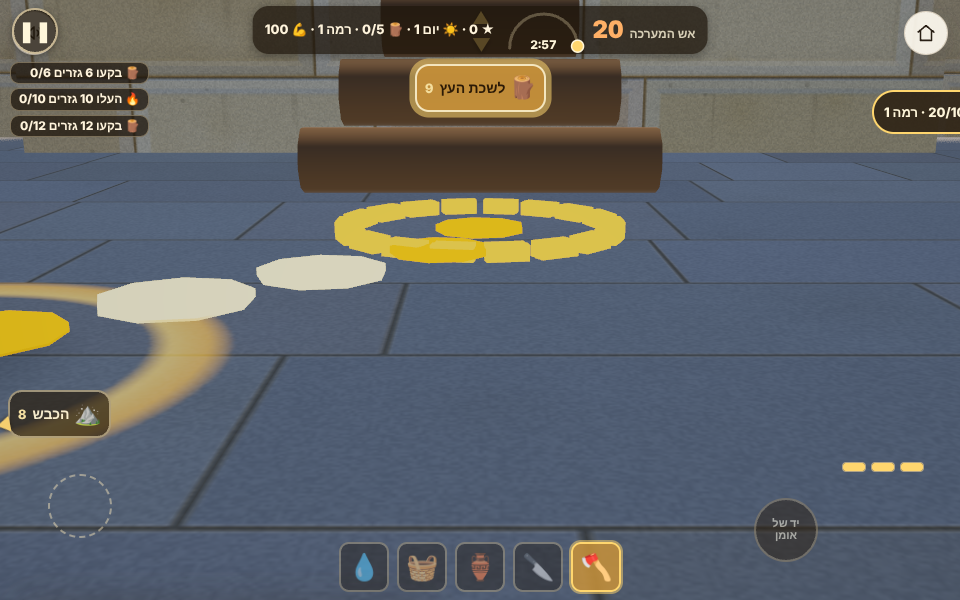 אש המערכה 20
2:57
★ 0 · ☀️ יום 1 · 🪵 0/5 · רמה 1 · 💪 100
🪵 בקעו 6 גזרים 0/6
🔥 העלו 10 גזרים 0/10
🪵 בקעו 12 גזרים 0/12
🪵 לשכת העץ 9
רמה 1 · 20/10
הכבש 8
יד של
אומן